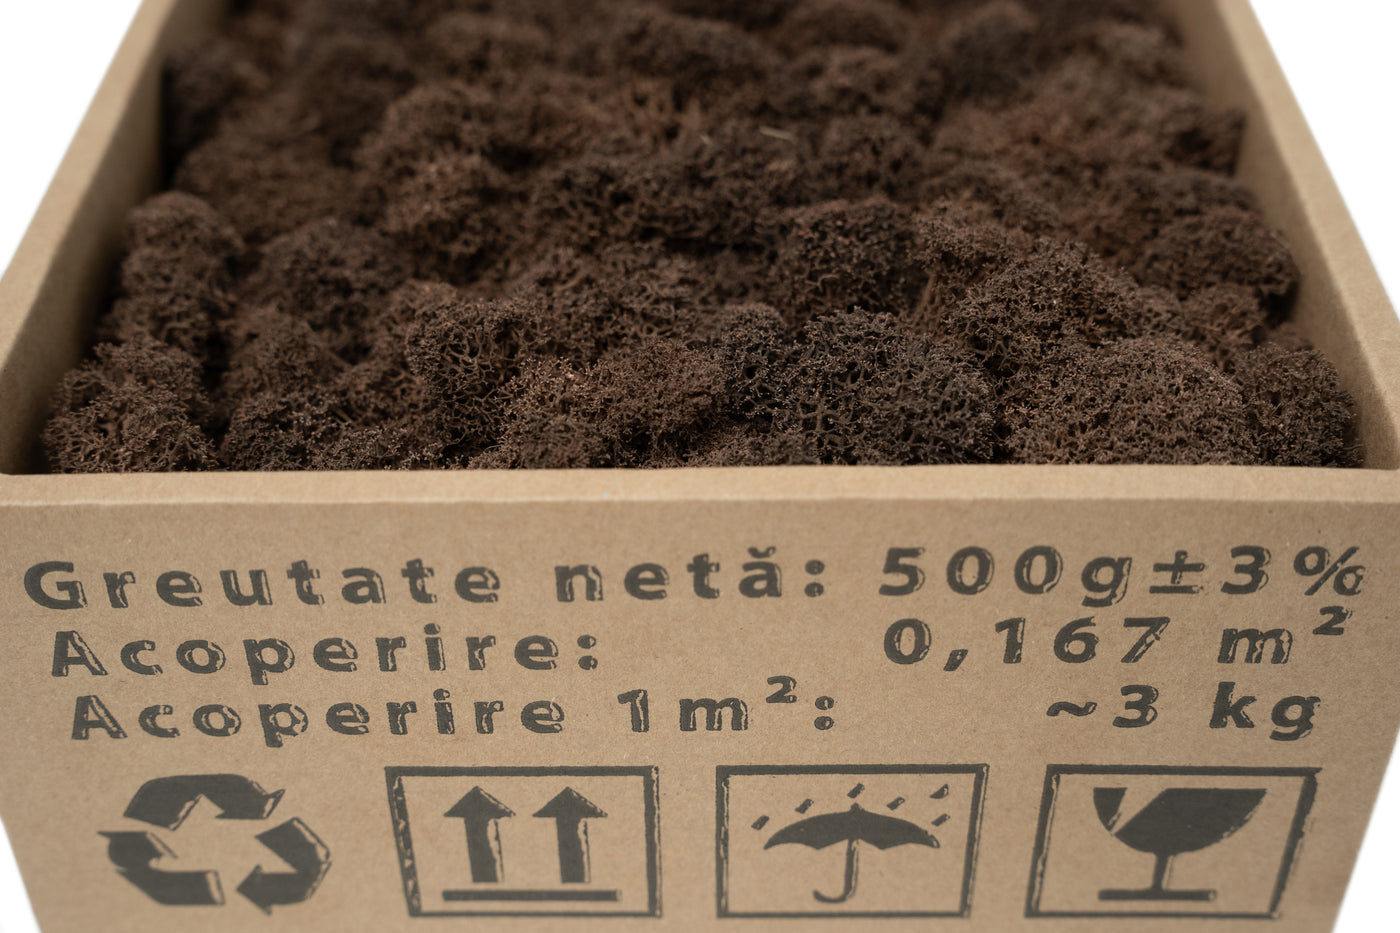 Greutate netă: 500g±3%
Acoperire: 0,167 m²
Acoperire 1m²: ~3 kg